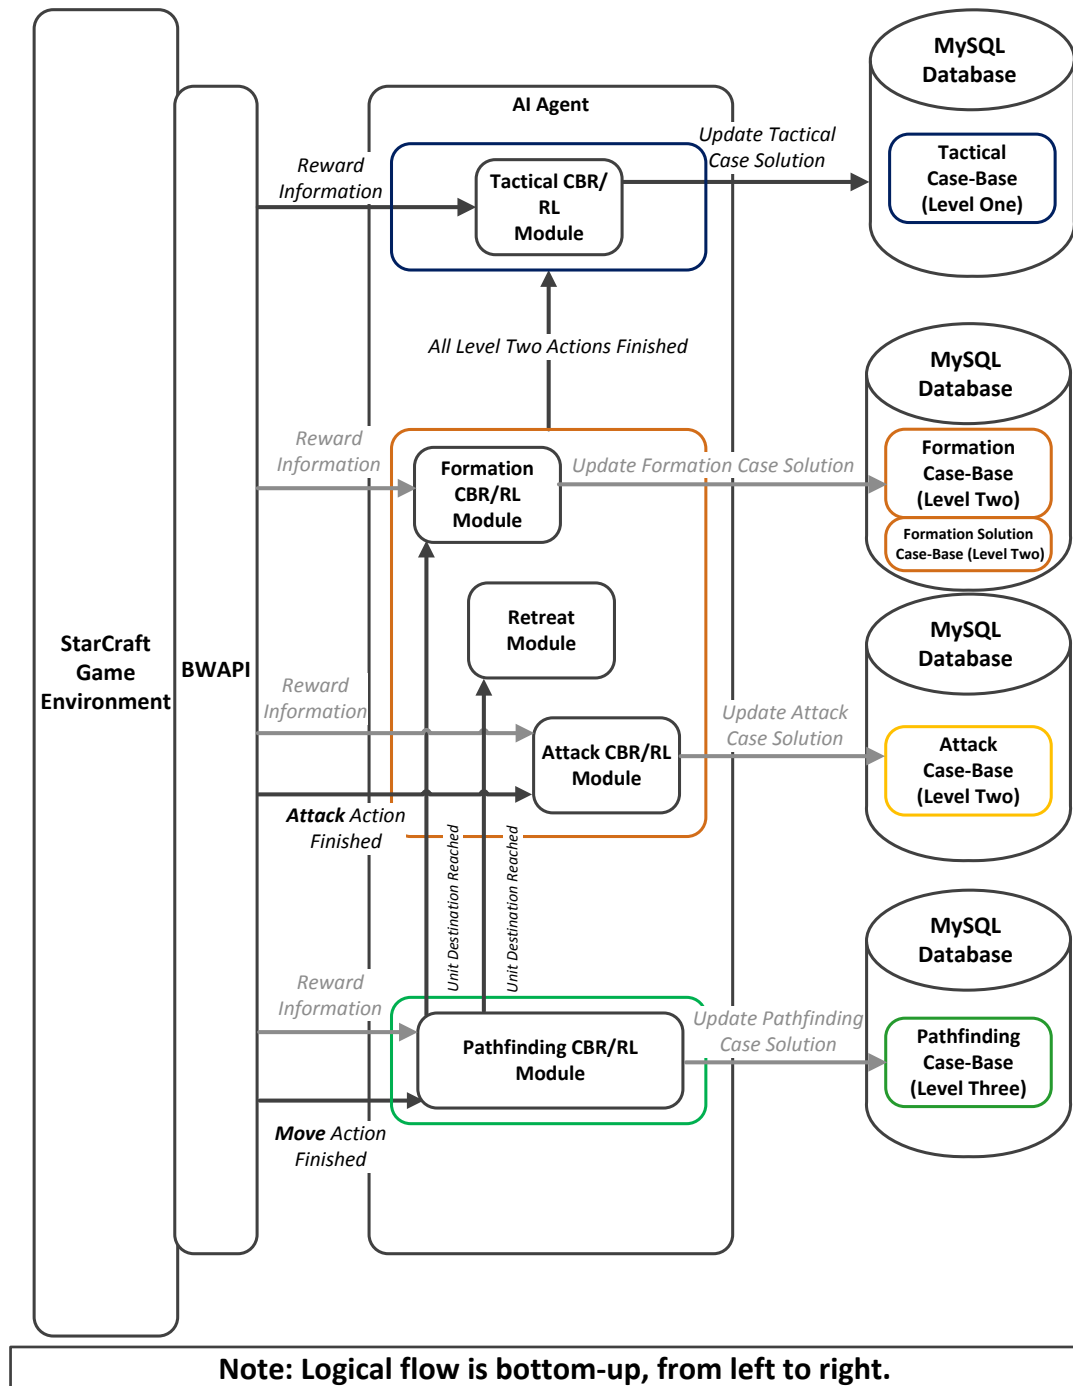 StarCraft
Game
Environment
BWAPI
AI Agent
Reward
Information
Tactical CBR/
RL
Module
Update Tactical
Case Solution
MySQL
Database
Tactical
Case-Base
(Level One)
All Level Two Actions Finished
Reward
Information
Formation
CBR/RL
Module
Update Formation Case Solution
MySQL
Database
Formation
Case-Base
(Level Two)
Formation Solution
Case-Base (Level Two)
Retreat
Module
Reward
Information
Attack CBR/RL
Module
Attack Action
Finished
Update Attack
Case Solution
MySQL
Database
Attack
Case-Base
(Level Two)
Unit Destination Reached
Unit Destination Reached
Reward
Information
Pathfinding CBR/RL
Module
Move Action
Finished
Update Pathfinding
Case Solution
MySQL
Database
Pathfinding
Case-Base
(Level Three)
Note: Logical flow is bottom-up, from left to right.